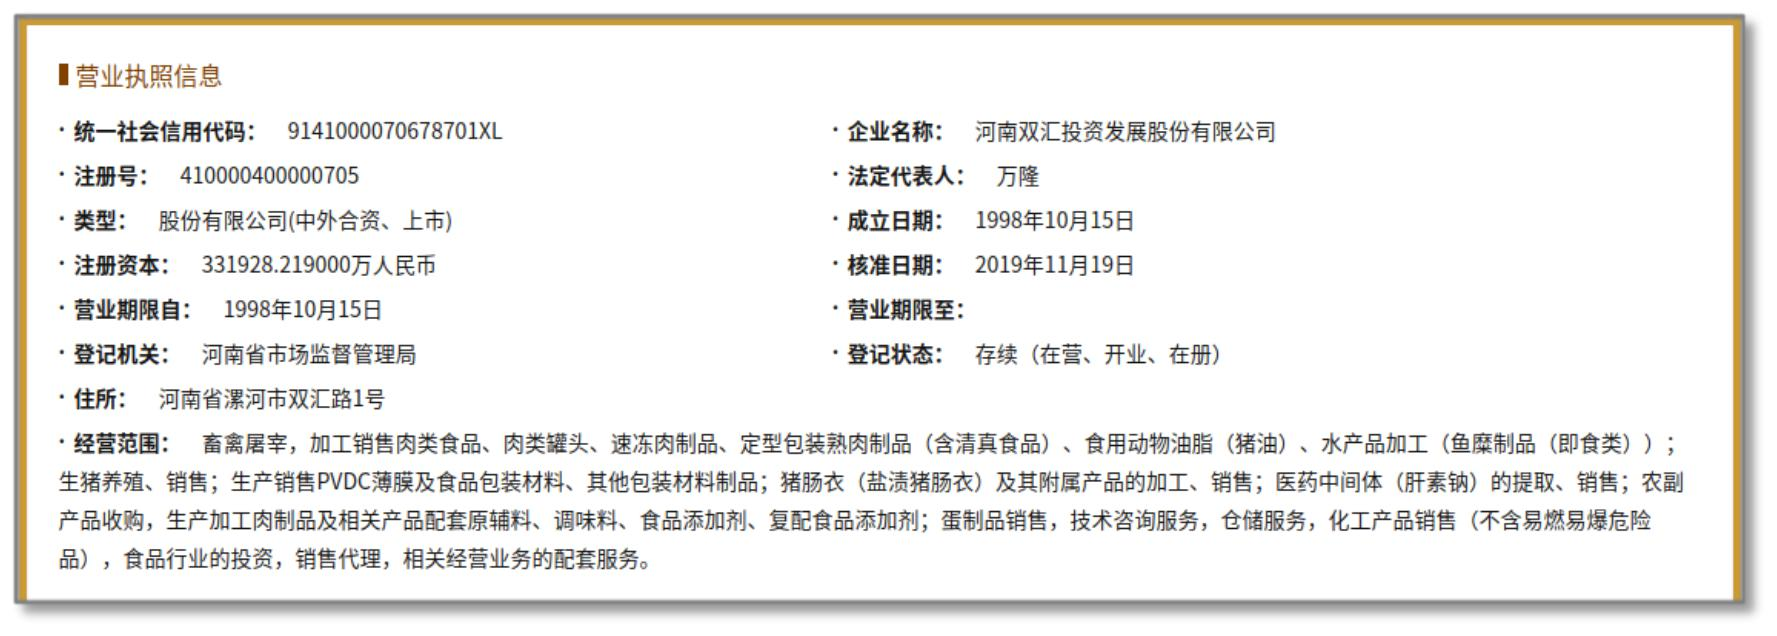 营业执照信息
· 统一社会信用代码： 9141000070678701XL · 企业名称： 河南双汇投资发展股份有限公司
· 注册号： 410000400000705 · 法定代表人： 万隆
· 类型： 股份有限公司(中外合资、上市) · 成立日期： 1998年10月15日
· 注册资本： 331928.219000万人民币 · 核准日期： 2019年11月19日
· 营业期限自： 1998年10月15日 · 营业期限至：
· 登记机关： 河南省市场监督管理局 · 登记状态： 存续（在营、开业、在册）
· 住所： 河南省漯河市双汇路1号
· 经营范围： 畜禽屠宰，加工销售肉类食品、肉类罐头、速冻肉制品、定型包装熟肉制品（含清真食品）、食用动物油脂（猪油）、水产品加工（鱼糜制品（即食类））；
生猪养殖、销售；生产销售PVDC薄膜及食品包装材料、其他包装材料制品；猪肠衣（盐渍猪肠衣）及其附属产品的加工、销售；医药中间体（肝素钠）的提取、销售；农副
产品收购，生产加工肉制品及相关产品配套原辅料、调味料、食品添加剂、复配食品添加剂；蛋制品销售，技术咨询服务，仓储服务，化工产品销售（不含易燃易爆危险
品），食品行业的投资，销售代理，相关经营业务的配套服务。